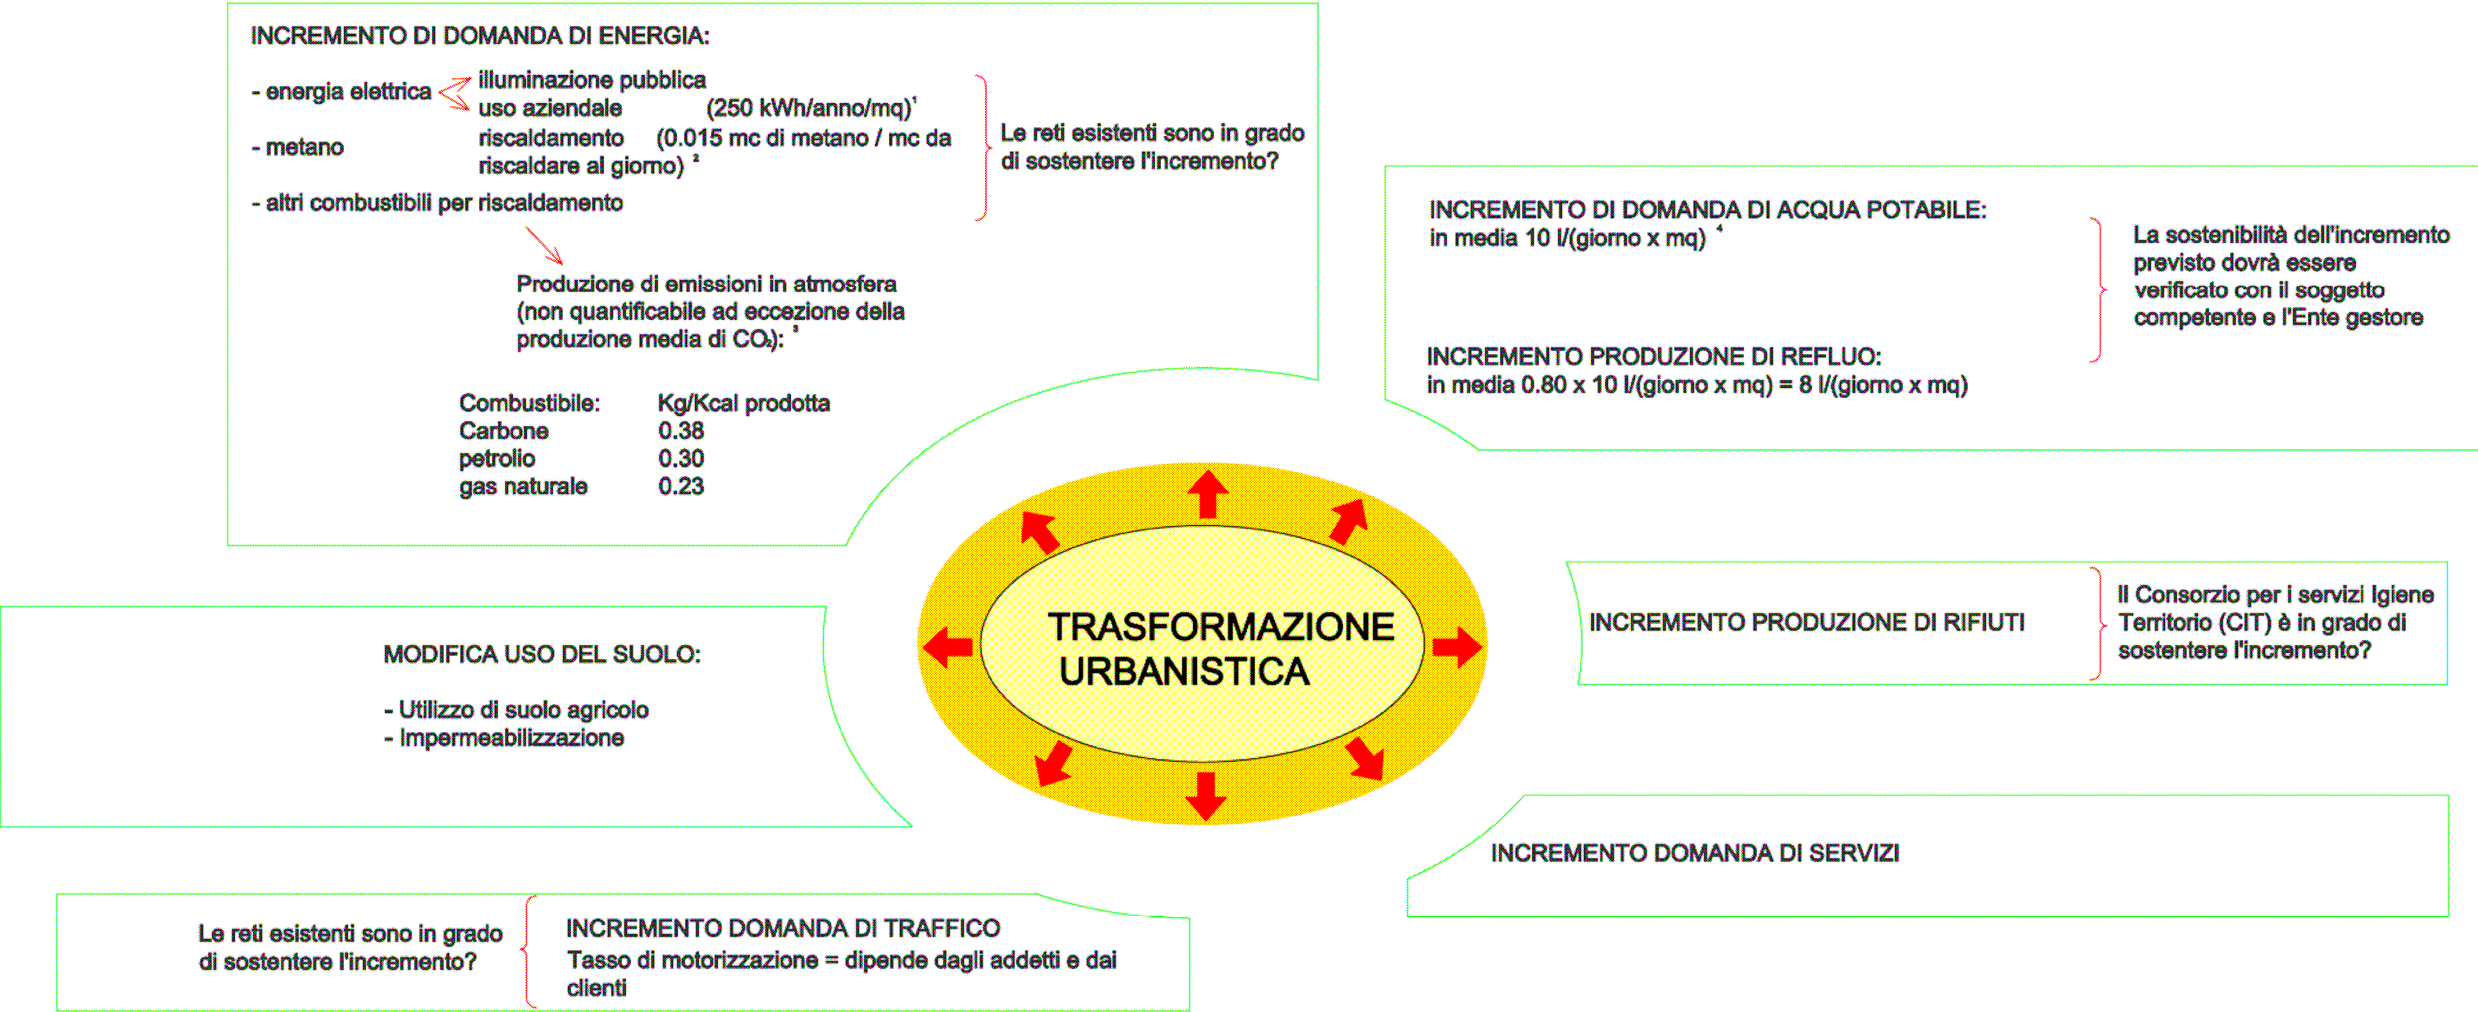 INCREMENTO DI DOMANDA DI ENERGIA:
- energia elettrica
illuminazione pubblica
uso aziendale (250 kWh/anno/mq)¹
- metano
riscaldamento (0.015 mc di metano / mc da
riscaldare al giorno) ²
- altri combustibili per riscaldamento
Le reti esistenti sono in grado
di sostentere l'incremento?
Produzione di emissioni in atmosfera
(non quantificabile ad eccezione della
produzione media di CO₂): ³
Combustibile: Kg/Kcal prodotta
Carbone 0.38
petrolio 0.30
gas naturale 0.23
INCREMENTO DI DOMANDA DI ACQUA POTABILE:
in media 10 l/(giorno x mq) ⁴
INCREMENTO PRODUZIONE DI REFLUO:
in media 0.80 x 10 l/(giorno x mq) = 8 l/(giorno x mq)
La sostenibilità dell'incremento
previsto dovrà essere
verificato con il soggetto
competente e l'Ente gestore
TRASFORMAZIONE
URBANISTICA
INCREMENTO PRODUZIONE DI RIFIUTI
Il Consorzio per i servizi Igiene
Territorio (CIT) è in grado di
sostentere l'incremento?
MODIFICA USO DEL SUOLO:
- Utilizzo di suolo agricolo
- Impermeabilizzazione
INCREMENTO DOMANDA DI SERVIZI
Le reti esistenti sono in grado
di sostentere l'incremento?
INCREMENTO DOMANDA DI TRAFFICO
Tasso di motorizzazione = dipende dagli addetti e dai
clienti